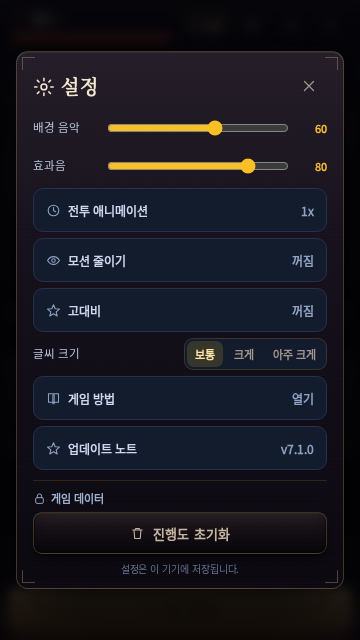 설정
배경 음악 60
효과음 80
전투 애니메이션 1x
모션 줄이기 꺼짐
고대비 꺼짐
글씨 크기 보통 크게 아주 크게
게임 방법 열기
업데이트 노트 v7.1.0
게임 데이터
진행도 초기화
설정은 이 기기에 저장됩니다.